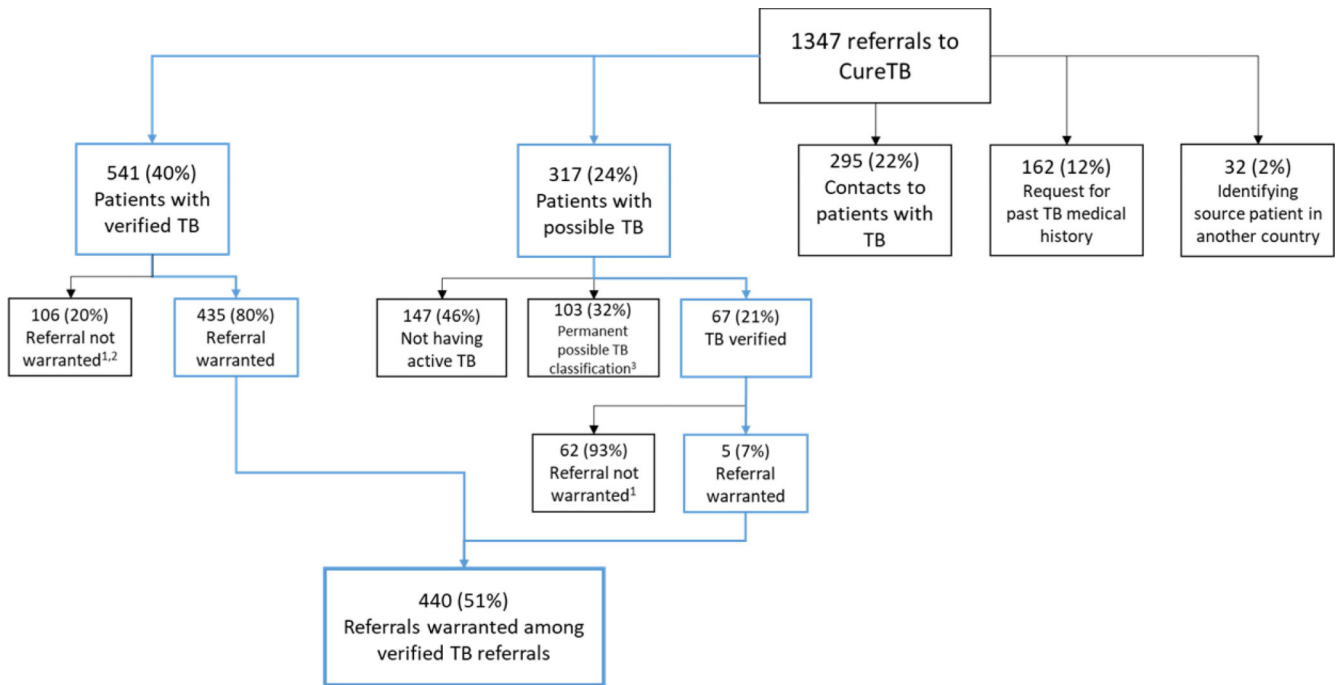 1347 referrals to
CureTB
541 (40%)
Patients with
verified TB
317 (24%)
Patients with
possible TB
295 (22%)
Contacts to
patients with
TB
162 (12%)
Request for
past TB medical
history
32 (2%)
Identifying
source patient in
another country
106 (20%)
Referral not
warranted1,2
435 (80%)
Referral
warranted
147 (46%)
Not having
active TB
103 (32%)
Permanent
possible TB
classification3
67 (21%)
TB verified
62 (93%)
Referral not
warranted1
5 (7%)
Referral
warranted
440 (51%)
Referrals warranted among
verified TB referrals